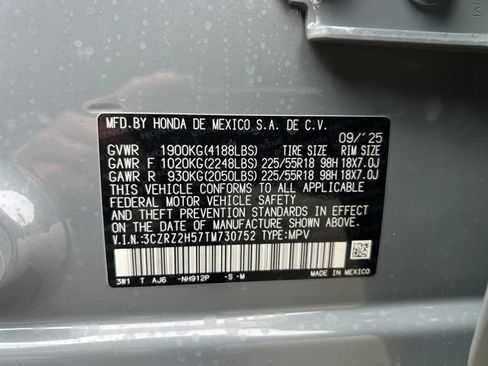 MFD.BY HONDA DE MEXICO S.A. DE C.V.
09/'25
GVWR 1900KG(4188LBS) TIRE SIZE RIM SIZE
GAWR F 1020KG(2248LBS) 225/55R18 98H 18X7.0J
GAWR R 930KG(2050LBS) 225/55R18 98H 18X7.0J
THIS VEHICLE CONFORMS TO ALL APPLICABLE
FEDERAL MOTOR VEHICLE SAFETY
AND THEFT PREVENTION STANDARDS IN EFFECT
ON THE DATE OF MANUFACTURE SHOWN ABOVE.
V.I.N.:3CZRZ2H57TM730752 TYPE:MPV
3W1 T AJ6 -NH912P -S -M
MADE IN MEXICO